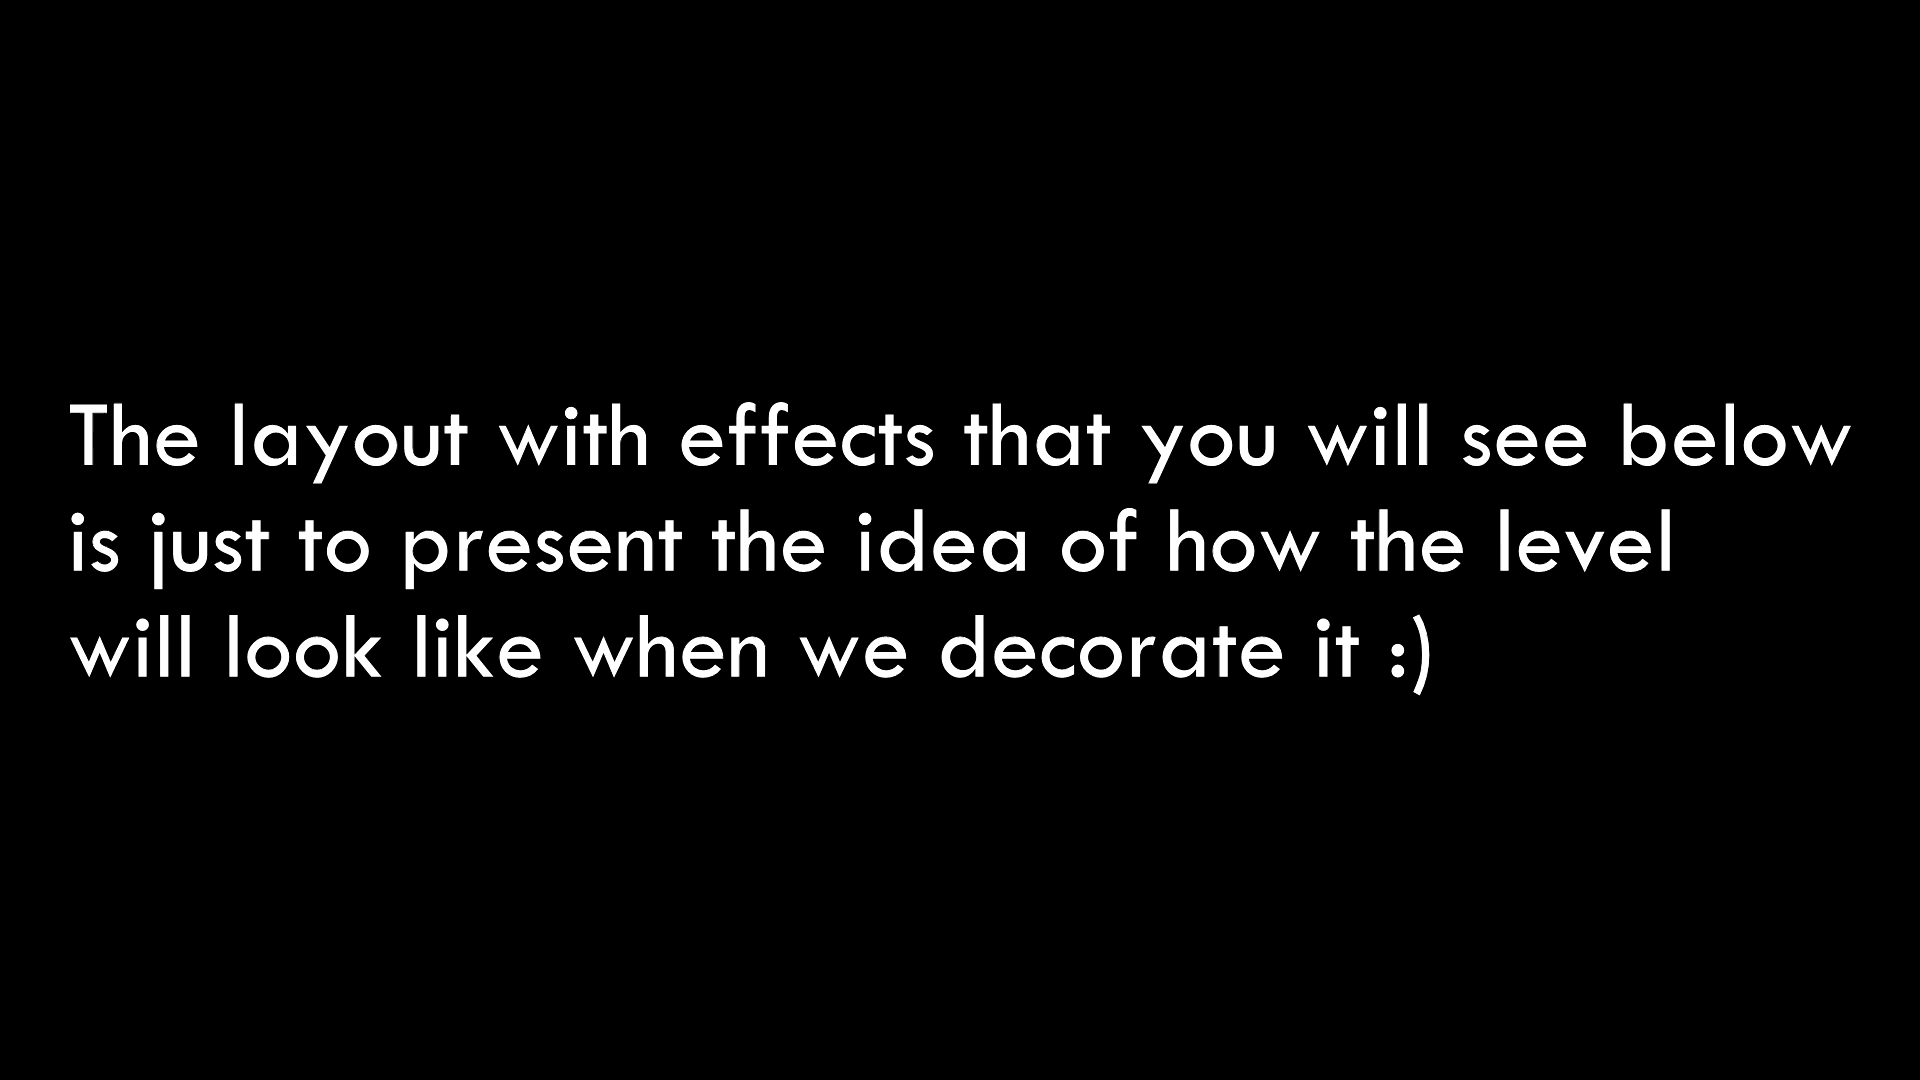 The layout with effects that you will see below
is just to present the idea of how the level
will look like when we decorate it :)